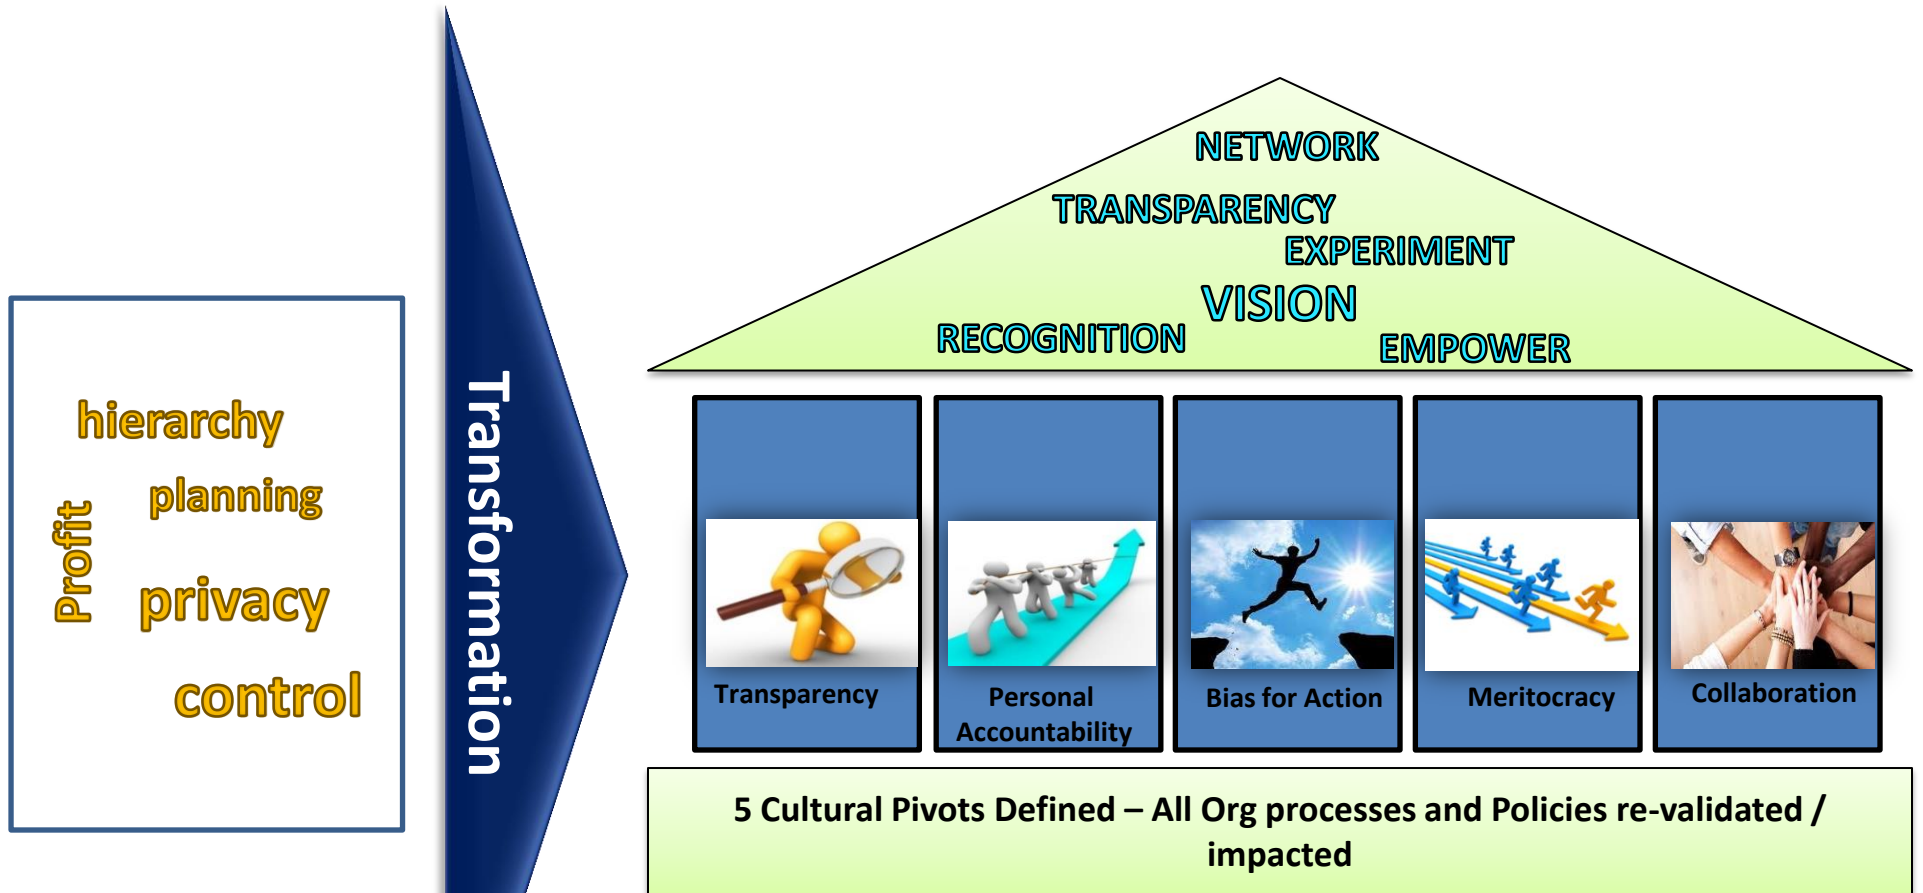 hierarchy
planning
Profit
privacy
control
Transformation
NETWORK
TRANSPARENCY
EXPERIMENT
VISION
RECOGNITION
EMPOWER
Transparency
Personal
Accountability
Bias for Action
Meritocracy
Collaboration
5 Cultural Pivots Defined – All Org processes and Policies re-validated /
impacted